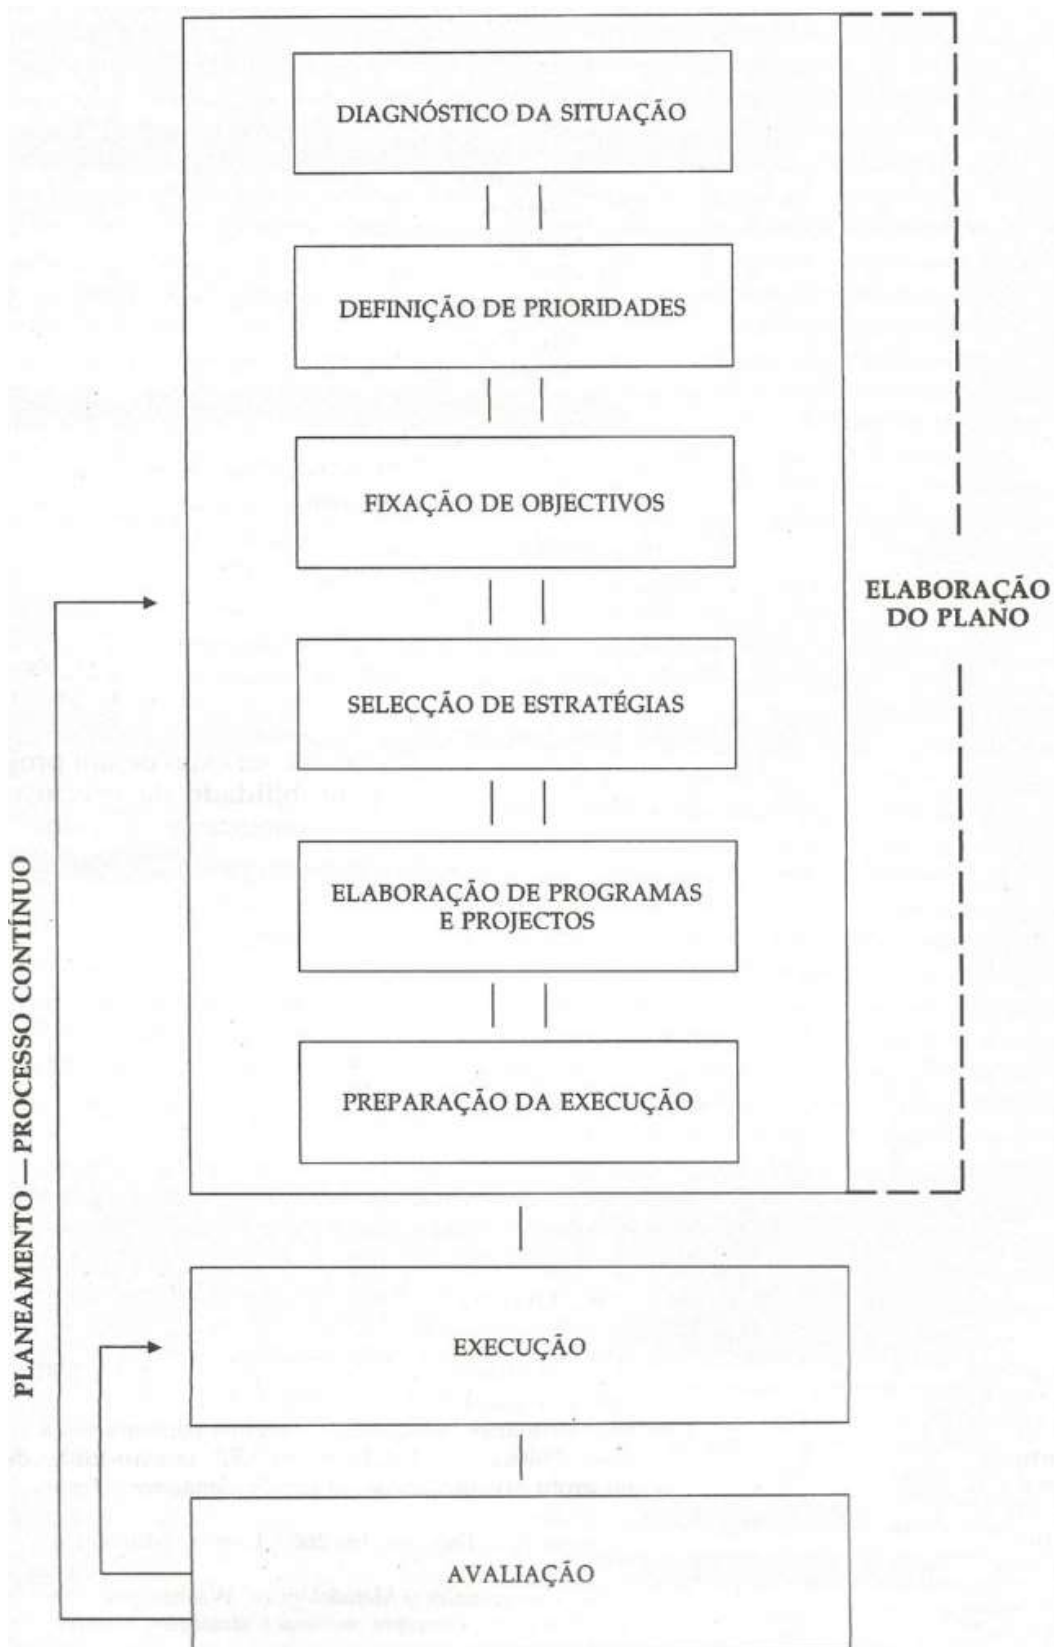 DIAGNÓSTICO DA SITUAÇÃO
DEFINIÇÃO DE PRIORIDADES
FIXAÇÃO DE OBJECTIVOS
ELABORAÇÃO
DO PLANO
SELECÇÃO DE ESTRATÉGIAS
ELABORAÇÃO DE PROGRAMAS
E PROJECTOS
PREPARAÇÃO DA EXECUÇÃO
PLANEAMENTO — PROCESSO CONTÍNUO
EXECUÇÃO
AVALIAÇÃO